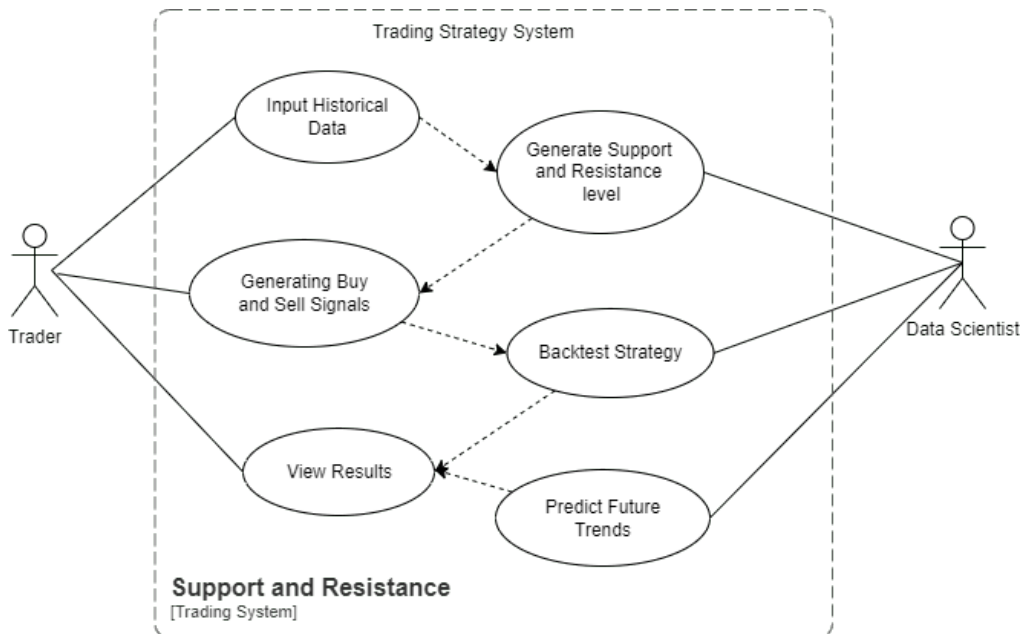 Trading Strategy System
Input Historical
Data
Generate Support
and Resistance
level
Generating Buy
and Sell Signals
Trader
Data Scientist
Backtest Strategy
View Results
Predict Future
Trends
Support and Resistance
[Trading System]